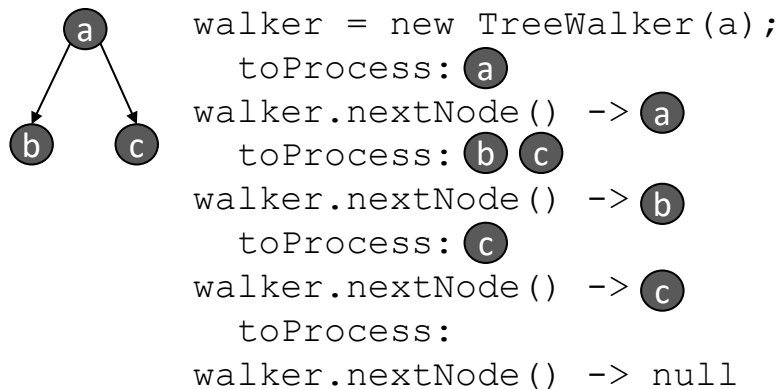 a
b c
walker = new TreeWalker(a);
toProcess: a
walker.nextNode() -> a
toProcess: b c
walker.nextNode() -> b
toProcess: c
walker.nextNode() -> c
toProcess:
walker.nextNode() -> null